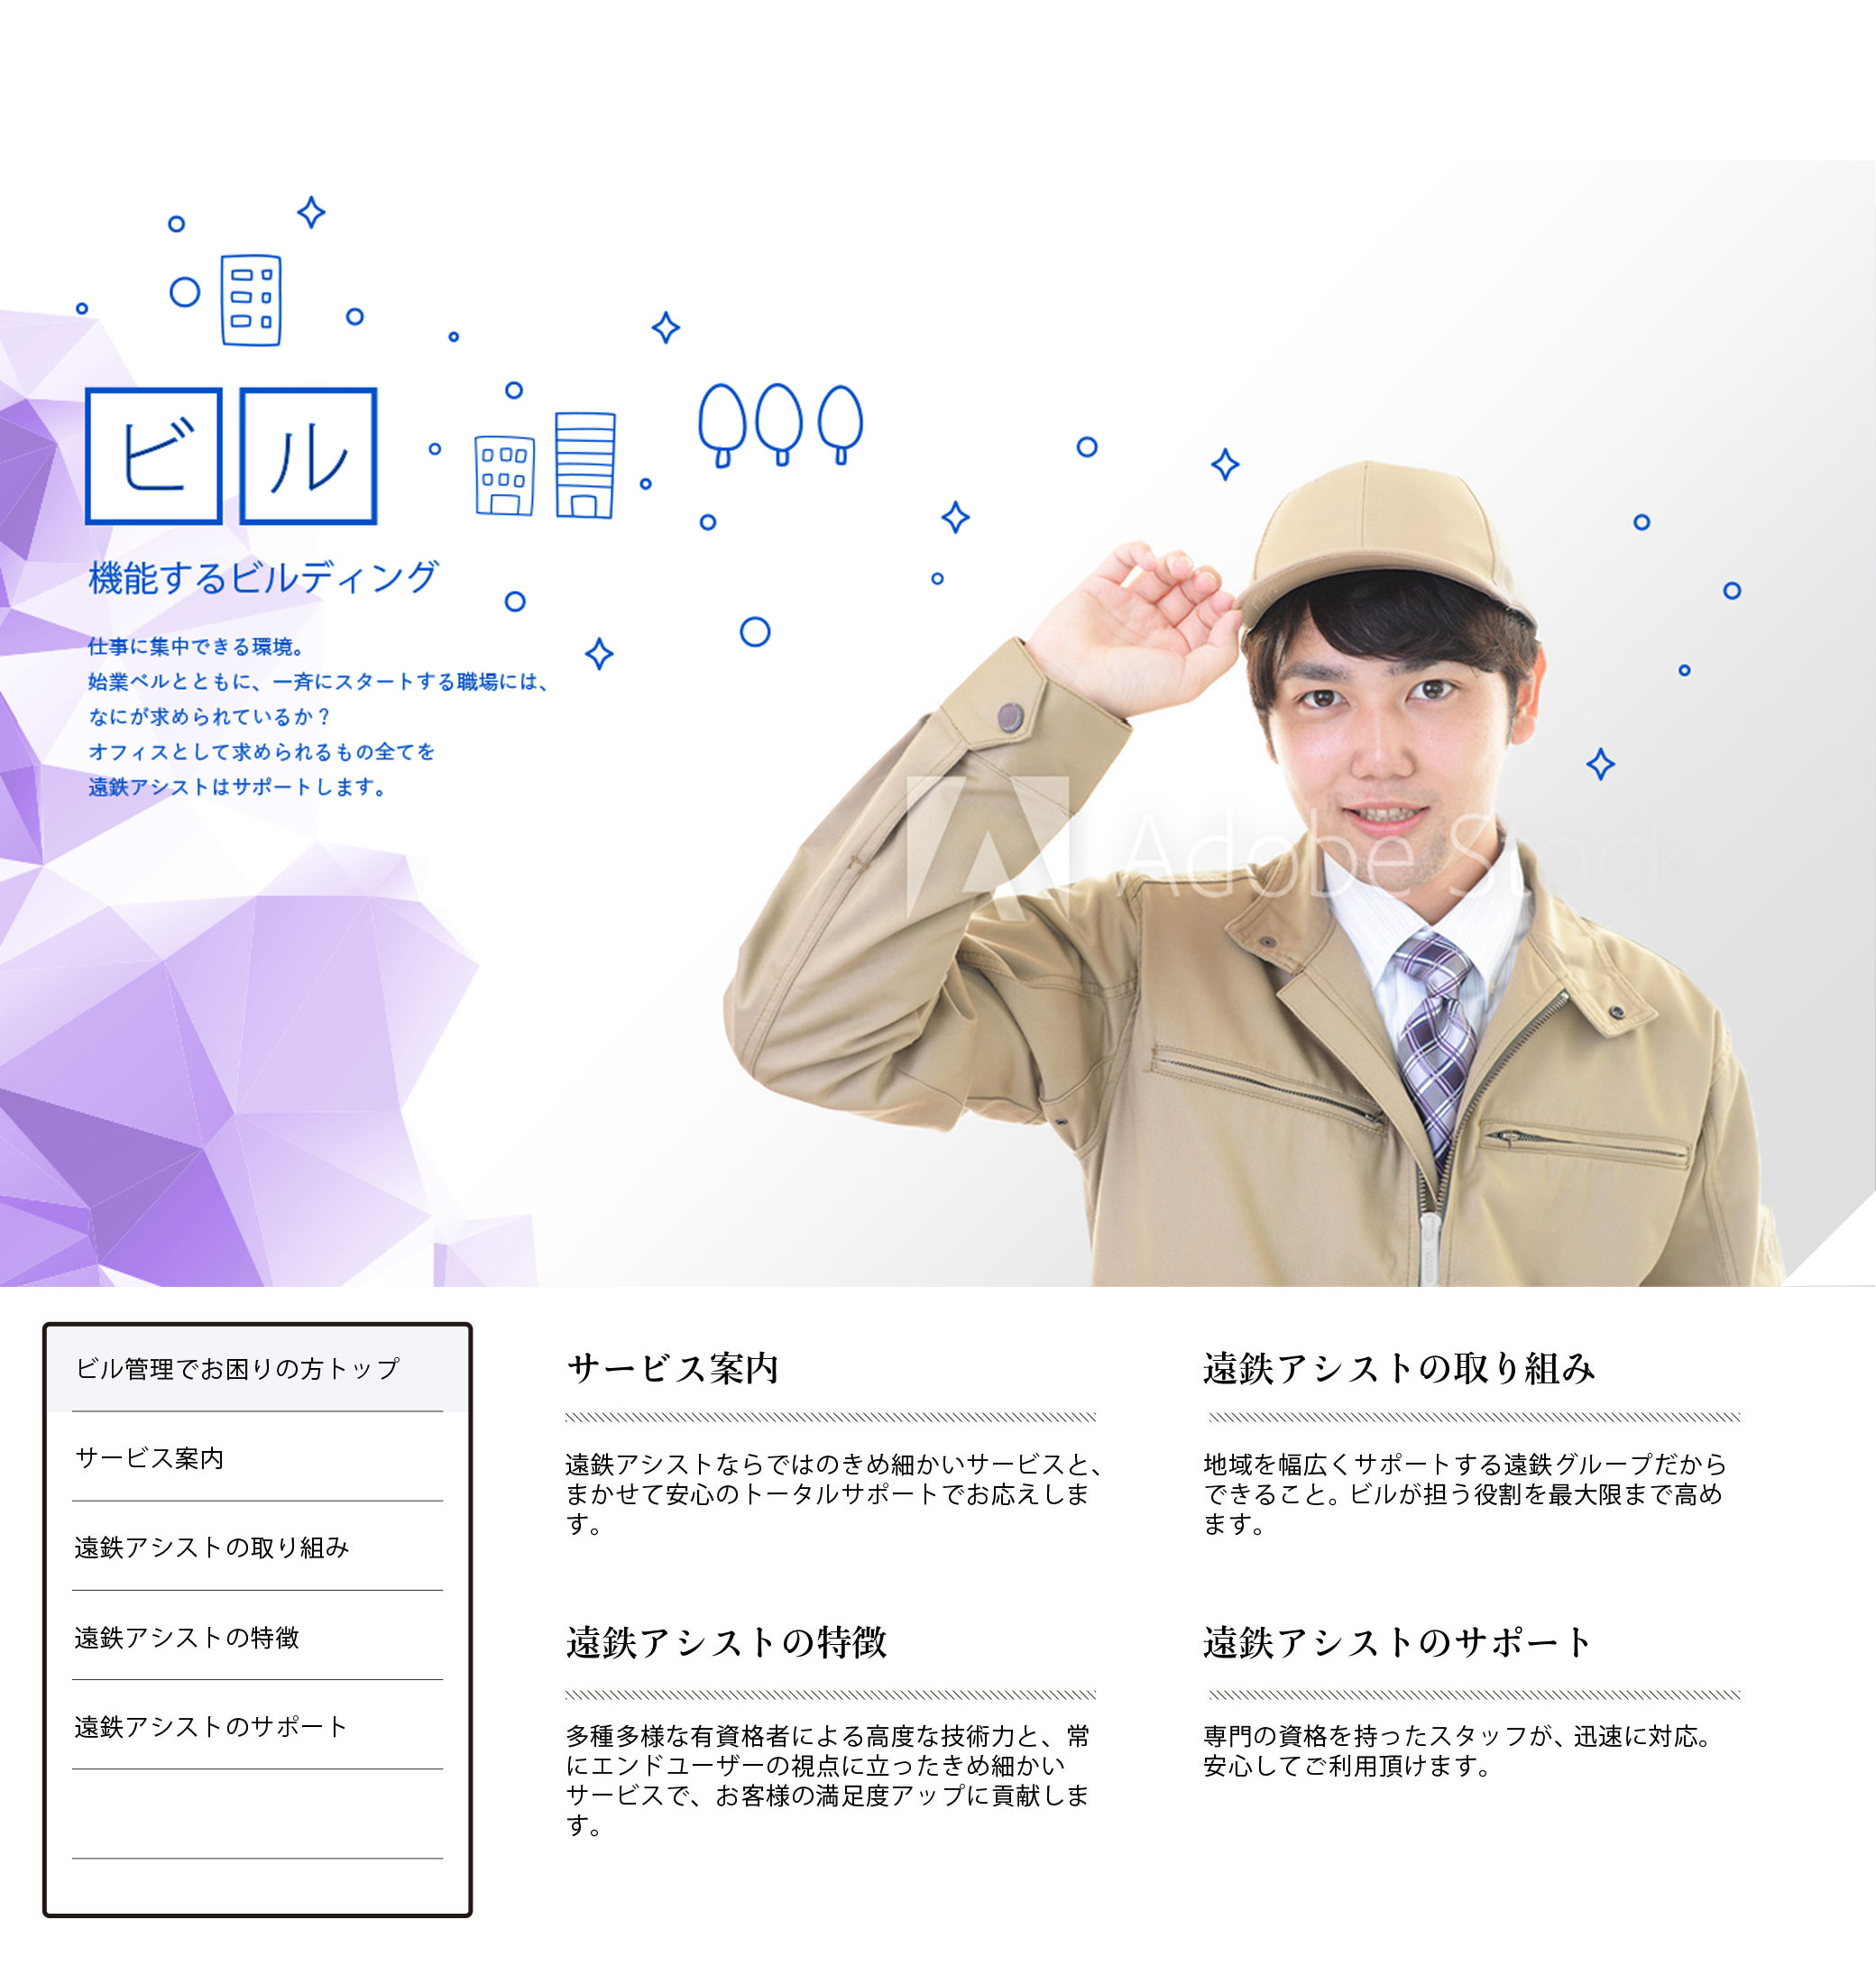 ビル
機能するビルディング
仕事に集中できる環境。
始業ベルとともに、一斉にスタートする職場には、
なにが求められているか？
オフィスとして求められるもの全てを
遠鉄アシストはサポートします。
Adobe Stock
ビル管理でお困りの方トップ
サービス案内
遠鉄アシストの取り組み
遠鉄アシストの特徴
遠鉄アシストのサポート
サービス案内
遠鉄アシストならではのきめ細かいサービスと、
まかせて安心のトータルサポートでお応えしま
す。
遠鉄アシストの取り組み
地域を幅広くサポートする遠鉄グループだから
できること。ビルが担う役割を最大限まで高め
ます。
遠鉄アシストの特徴
多種多様な有資格者による高度な技術力と、常
にエンドユーザーの視点に立ったきめ細かい
サービスで、お客様の満足度アップに貢献しま
す。
遠鉄アシストのサポート
専門の資格を持ったスタッフが、迅速に対応。
安心してご利用頂けます。